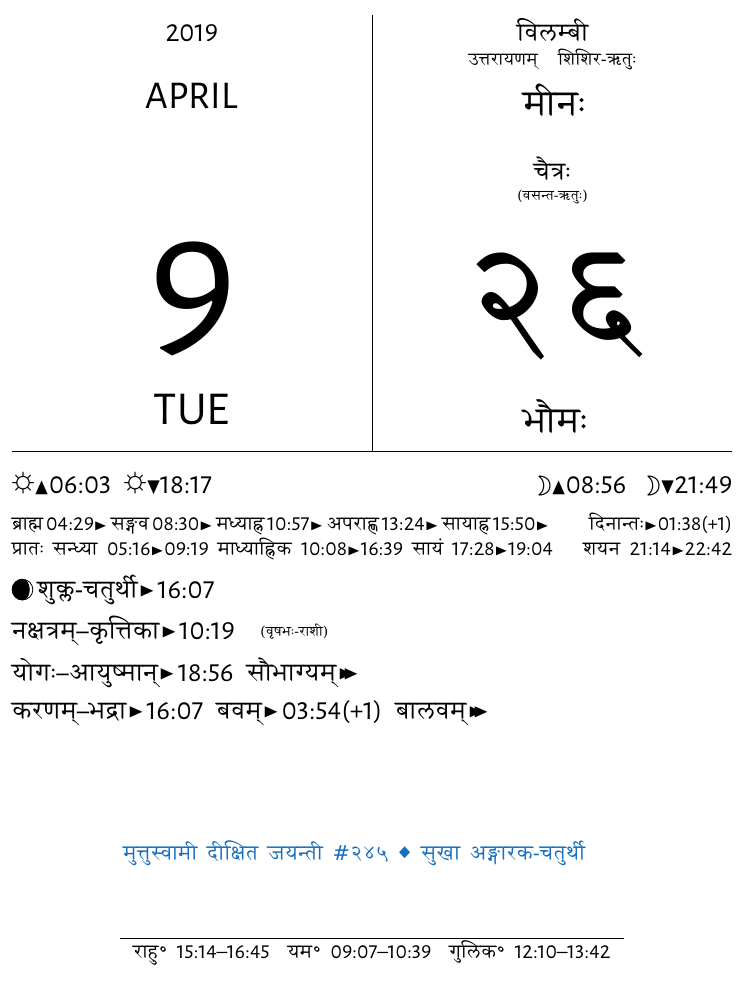 2019
APRIL
9
TUE
विलम्बी
उत्तरायणम् शिशिर-ऋतुः
मीनः
चैत्रः
(वसन्त-ऋतुः)
२६
भौमः
☼▲06:03 ☼▼18:17 ☽▲08:56 ☽▼21:49
ब्राह्म 04:29► सङ्गव 08:30► मध्याह्न 10:57► अपराह्ण 13:24► सायाह्न 15:50► दिनान्तः►01:38(+1)
प्रातः सन्ध्या 05:16►09:19 माध्याह्निक 10:08►16:39 सायं 17:28►19:04 शयन 21:14►22:42
शुक्ल-चतुर्थी►16:07
नक्षत्रम्–कृत्तिका►10:19 (वृषभः-राशी)
योगः–आयुष्मान्►18:56 सौभाग्यम्►►
करणम्–भद्रा►16:07 बवम्►03:54(+1) बालवम्►►
मुत्तुस्वामी दीक्षित जयन्ती #२४५ ◆ सुखा अङ्गारक-चतुर्थी
राहु° 15:14–16:45 यम° 09:07–10:39 गुलिक° 12:10–13:42